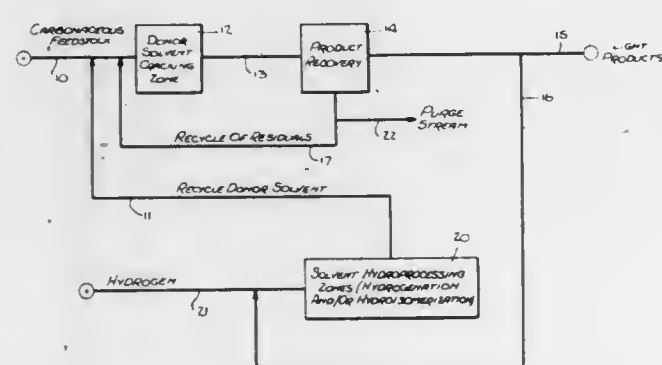 CARBONACEOUS
FEEDSTOCK
10
DONOR
SOLVENT
CRACKING
ZONE
12
13
PRODUCT
RECOVERY
14
15
LIGHT
PRODUCTS
16
PURGE
STREAM
22
RECYCLE OF RESIDUALS
17
RECYCLE DONOR SOLVENT
11
20
HYDROGEN
21
SOLVENT HYDROPROCESSING
ZONES (HYDROGENATION
AND/OR HYDROISOMERIZATION)